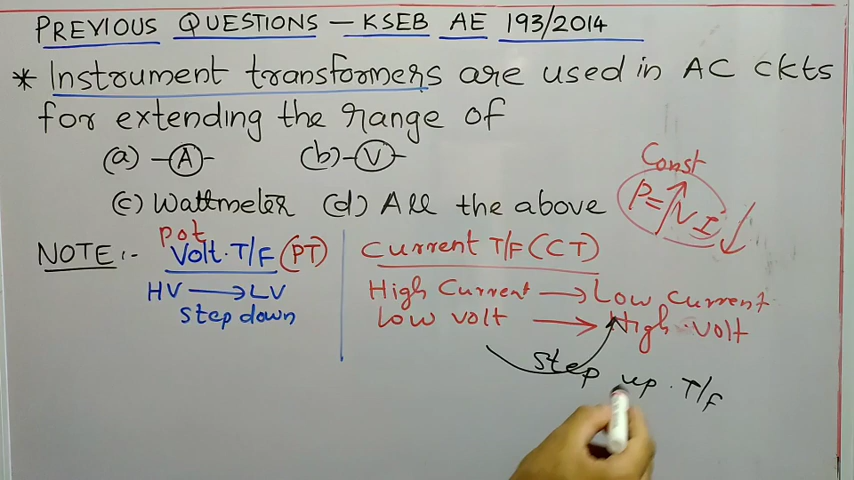 PREVIOUS QUESTIONS - KSEB AE 193/2014
* Instrument transformers are used in AC ckts
for extending the range of
(a) -A- (b) -V-
(c) Wattmeter (d) All the above
Const
P=VI
NOTE:- pot Volt. T/F (PT)
HV → LV
step down
Current T/F (CT)
High Current → Low current
Low volt → High volt
Step up. T/F